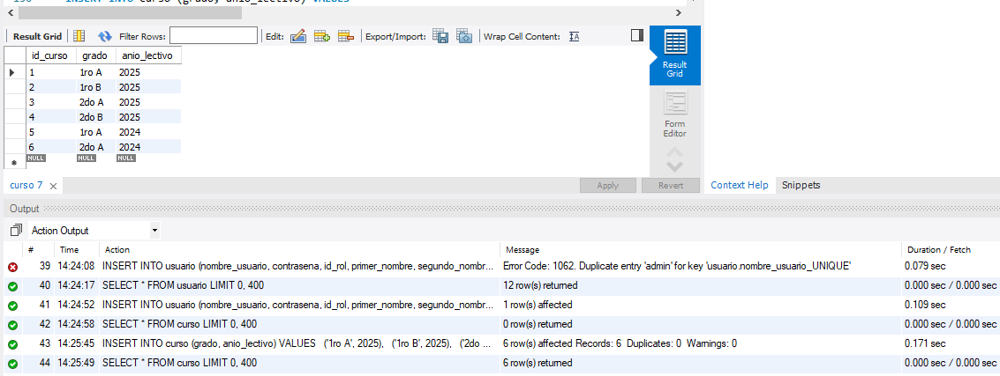 190 INSERT INTO curso (grado, anio_lectivo) VALUES
Result Grid Filter Rows: Edit: Export/Import: Wrap Cell Content:
id_curso grado anio_lectivo
1 1ro A 2025
2 1ro B 2025
3 2do A 2025
4 2do B 2025
5 1ro A 2024
6 2do A 2024
NULL NULL NULL
Result Grid
Form Editor
curso 7 Apply Revert Context Help Snippets
Output
Action Output
# Time Action Message Duration / Fetch
39 14:24:08 INSERT INTO usuario (nombre_usuario, contrasena, id_rol, primer_nombre, segundo_nombr... Error Code: 1062. Duplicate entry 'admin' for key 'usuario.nombre_usuario_UNIQUE' 0.079 sec
40 14:24:17 SELECT * FROM usuario LIMIT 0, 400 12 row(s) returned 0.000 sec / 0.000 sec
41 14:24:52 INSERT INTO usuario (nombre_usuario, contrasena, id_rol, primer_nombre, segundo_nombr... 1 row(s) affected 0.109 sec
42 14:24:58 SELECT * FROM curso LIMIT 0, 400 0 row(s) returned 0.000 sec / 0.000 sec
43 14:25:45 INSERT INTO curso (grado, anio_lectivo) VALUES ('1ro A', 2025), ('1ro B', 2025), ('2do ... 6 row(s) affected Records: 6 Duplicates: 0 Warnings: 0 0.171 sec
44 14:25:49 SELECT * FROM curso LIMIT 0, 400 6 row(s) returned 0.000 sec / 0.000 sec